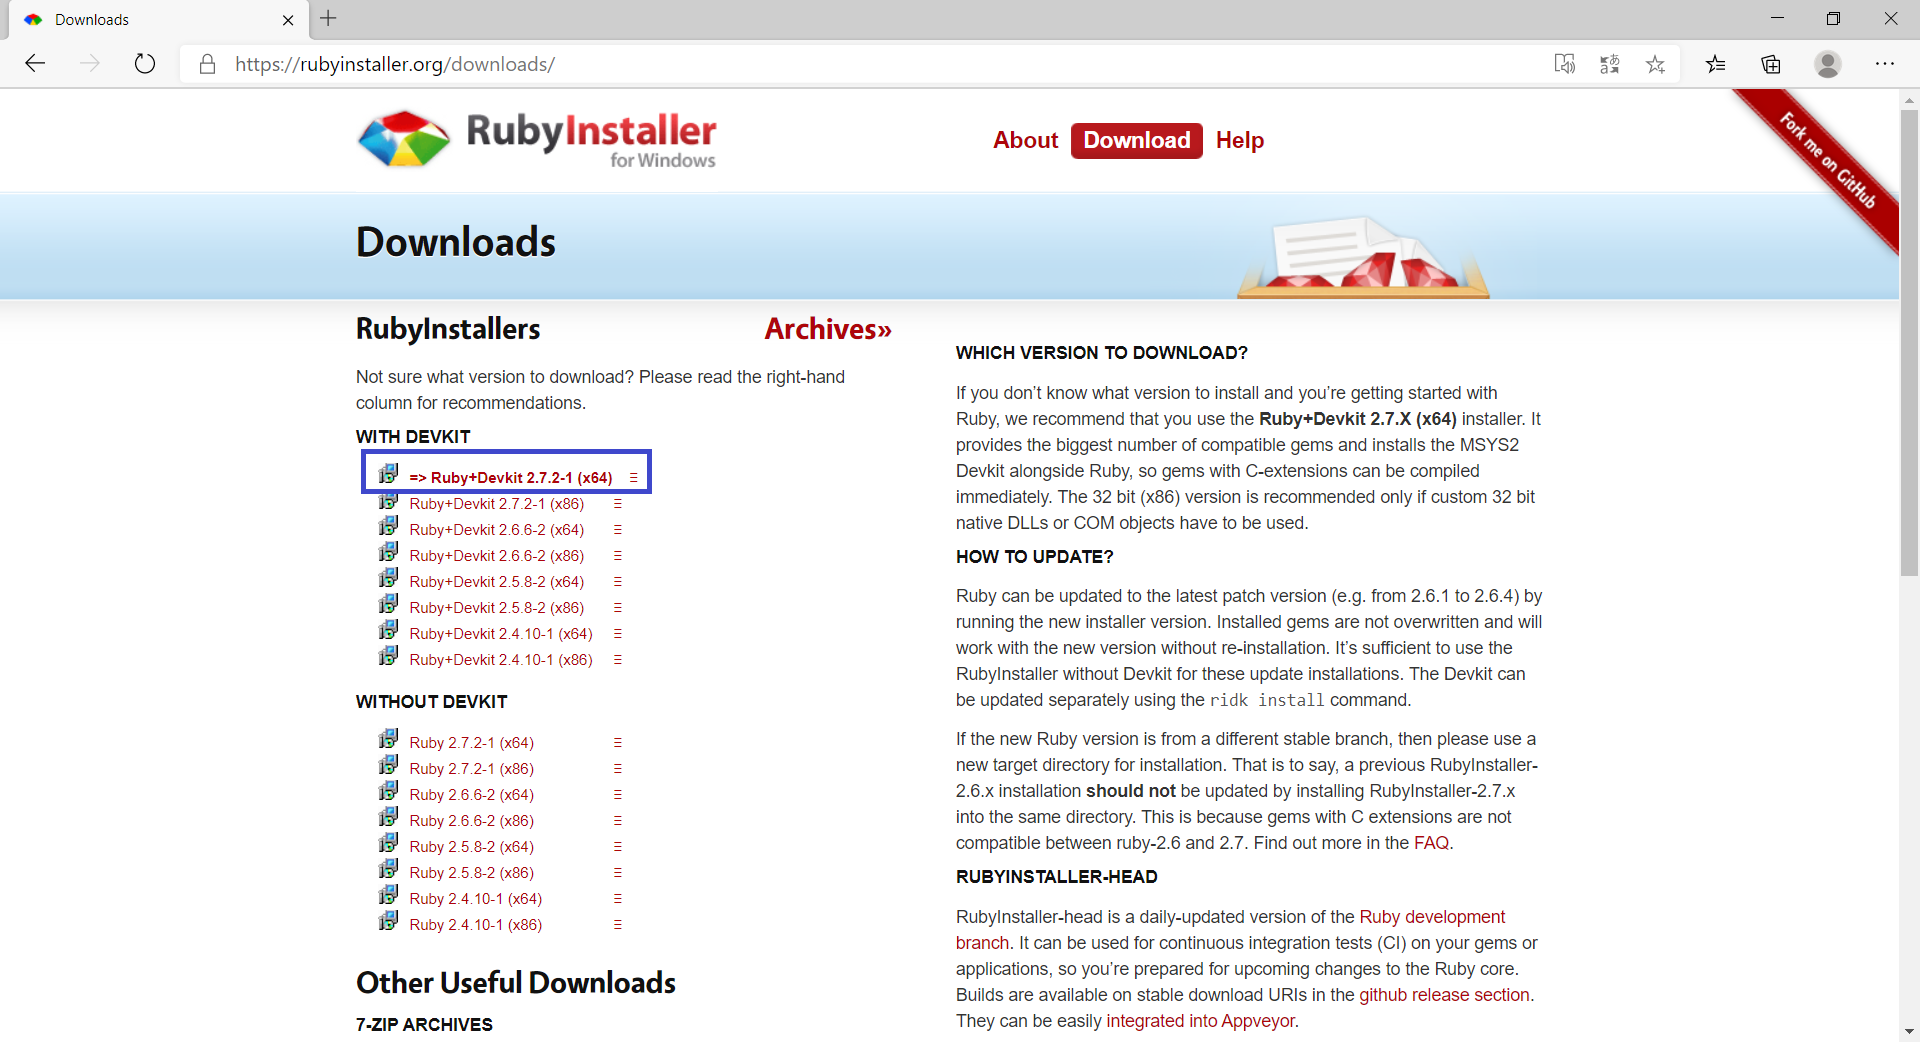 Downloads
https://rubyinstaller.org/downloads/
RubyInstaller
for Windows
About Download Help
Fork me on GitHub
Downloads
RubyInstallers Archives»
Not sure what version to download? Please read the right-hand
column for recommendations.
WITH DEVKIT
=> Ruby+Devkit 2.7.2-1 (x64)
Ruby+Devkit 2.7.2-1 (x86)
Ruby+Devkit 2.6.6-2 (x64)
Ruby+Devkit 2.6.6-2 (x86)
Ruby+Devkit 2.5.8-2 (x64)
Ruby+Devkit 2.5.8-2 (x86)
Ruby+Devkit 2.4.10-1 (x64)
Ruby+Devkit 2.4.10-1 (x86)
WITHOUT DEVKIT
Ruby 2.7.2-1 (x64)
Ruby 2.7.2-1 (x86)
Ruby 2.6.6-2 (x64)
Ruby 2.6.6-2 (x86)
Ruby 2.5.8-2 (x64)
Ruby 2.5.8-2 (x86)
Ruby 2.4.10-1 (x64)
Ruby 2.4.10-1 (x86)
Other Useful Downloads
7-ZIP ARCHIVES
WHICH VERSION TO DOWNLOAD?
If you don’t know what version to install and you’re getting started with
Ruby, we recommend that you use the Ruby+Devkit 2.7.X (x64) installer. It
provides the biggest number of compatible gems and installs the MSYS2
Devkit alongside Ruby, so gems with C-extensions can be compiled
immediately. The 32 bit (x86) version is recommended only if custom 32 bit
native DLLs or COM objects have to be used.
HOW TO UPDATE?
Ruby can be updated to the latest patch version (e.g. from 2.6.1 to 2.6.4) by
running the new installer version. Installed gems are not overwritten and will
work with the new version without re-installation. It’s sufficient to use the
RubyInstaller without Devkit for these update installations. The Devkit can
be updated separately using the ridk install command.
If the new Ruby version is from a different stable branch, then please use a
new target directory for installation. That is to say, a previous RubyInstaller-
2.6.x installation should not be updated by installing RubyInstaller-2.7.x
into the same directory. This is because gems with C extensions are not
compatible between ruby-2.6 and 2.7. Find out more in the FAQ.
RUBYINSTALLER-HEAD
RubyInstaller-head is a daily-updated version of the Ruby development
branch. It can be used for continuous integration tests (CI) on your gems or
applications, so you’re prepared for upcoming changes to the Ruby core.
Builds are available on stable download URIs in the github release section.
They can be easily integrated into Appveyor.